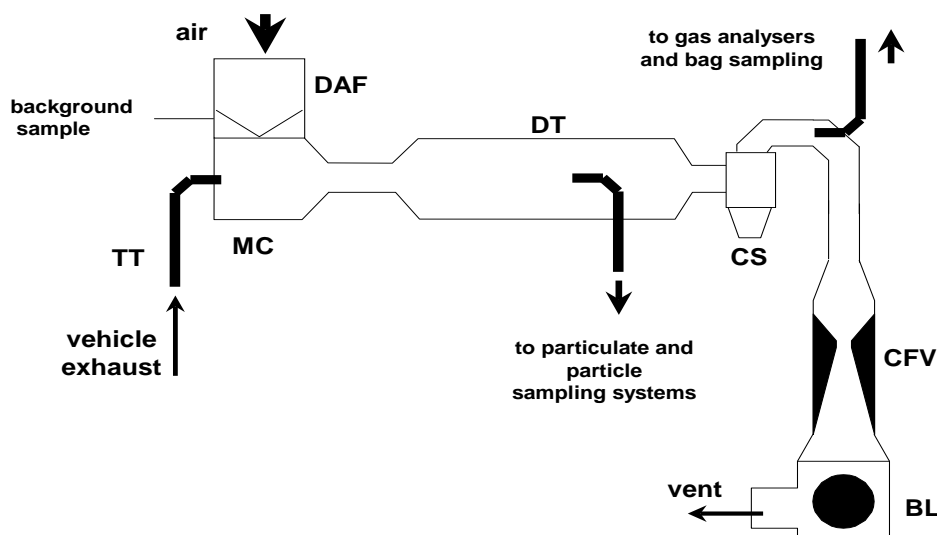 air
DAF
background
sample
DT
to gas analysers
and bag sampling
TT
MC
CS
vehicle
exhaust
to particulate and
particle
sampling systems
CFV
vent
BL